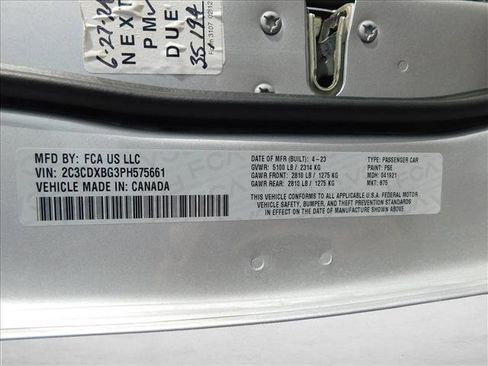 6-27-24
NEXT
PM
DUE
35194
MFD BY: FCA US LLC
VIN: 2C3CDXBG3PH575661
VEHICLE MADE IN: CANADA
DATE OF MFR (BUILT): 4-23
GVWR: 5100 LB / 2314 KG
GAWR FRONT: 2810 LB / 1275 KG
GAWR REAR: 2810 LB / 1275 KG
TYPE: PASSENGER CAR
PAINT: PSE
MDH: 041921
MKT: 875
THIS VEHICLE CONFORMS TO ALL APPLICABLE U.S.A. FEDERAL MOTOR
VEHICLE SAFETY, BUMPER, AND THEFT PREVENTION STANDARDS
IN EFFECT ON THE DATE OF MANUFACTURE SHOWN ABOVE.